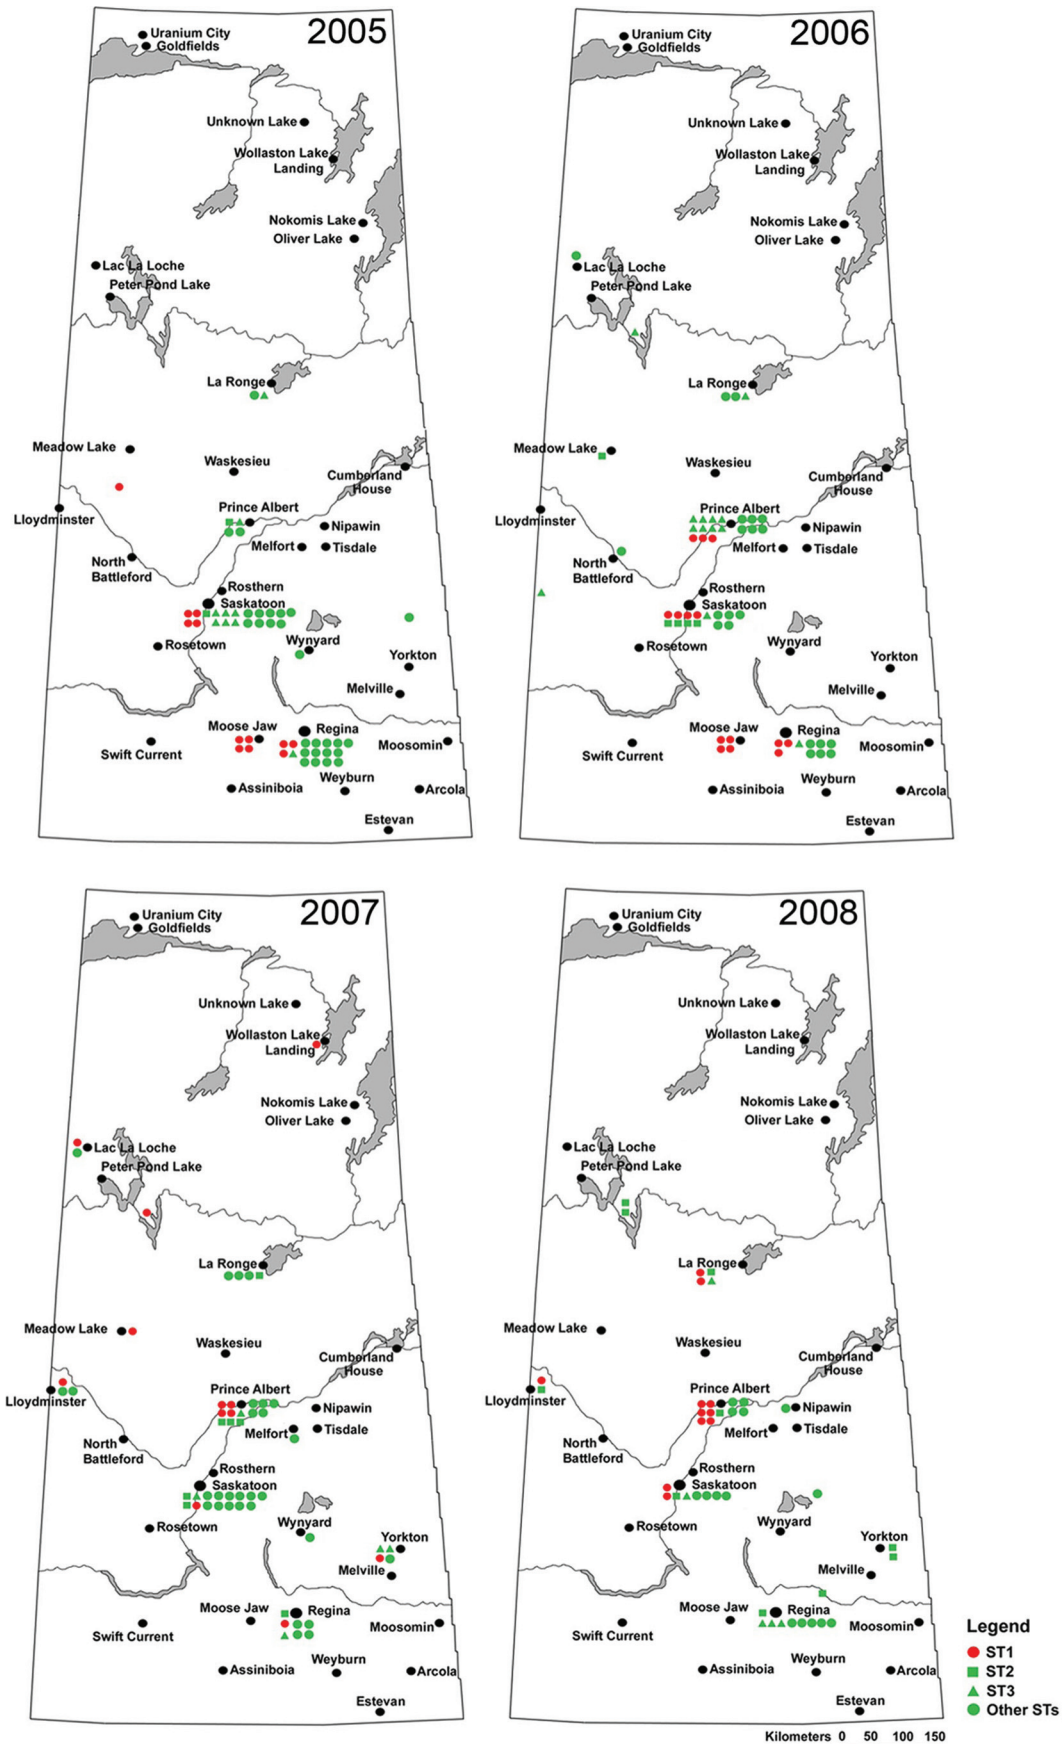 2005
Uranium City
Goldfields
Unknown Lake
Wollaston Lake
Landing
Nokomis Lake
Oliver Lake
Lac La Loche
Peter Pond Lake
La Ronge
Meadow Lake
Waskesieu
Cumberland
House
Lloydminster
Prince Albert
Nipawin
Melfort
Tisdale
North
Battleford
Rosthern
Saskatoon
Rosetown
Wynyard
Yorkton
Melville
Moose Jaw
Regina
Swift Current
Moosomin
Weyburn
Assiniboia
Arcola
Estevan
2006
Uranium City
Goldfields
Unknown Lake
Wollaston Lake
Landing
Nokomis Lake
Oliver Lake
Lac La Loche
Peter Pond Lake
La Ronge
Meadow Lake
Waskesieu
Cumberland
House
Lloydminster
Prince Albert
Nipawin
Melfort
Tisdale
North
Battleford
Rosthern
Saskatoon
Rosetown
Wynyard
Yorkton
Melville
Moose Jaw
Regina
Swift Current
Moosomin
Weyburn
Assiniboia
Arcola
Estevan
2007
Uranium City
Goldfields
Unknown Lake
Wollaston Lake
Landing
Nokomis Lake
Oliver Lake
Lac La Loche
Peter Pond Lake
La Ronge
Meadow Lake
Waskesieu
Cumberland
House
Lloydminster
Prince Albert
Nipawin
Melfort
Tisdale
North
Battleford
Rosthern
Saskatoon
Rosetown
Wynyard
Yorkton
Melville
Moose Jaw
Regina
Swift Current
Moosomin
Weyburn
Assiniboia
Arcola
Estevan
2008
Uranium City
Goldfields
Unknown Lake
Wollaston Lake
Landing
Nokomis Lake
Oliver Lake
Lac La Loche
Peter Pond Lake
La Ronge
Meadow Lake
Waskesieu
Cumberland
House
Lloydminster
Prince Albert
Nipawin
Melfort
Tisdale
North
Battleford
Rosthern
Saskatoon
Rosetown
Wynyard
Yorkton
Melville
Moose Jaw
Regina
Swift Current
Moosomin
Weyburn
Assiniboia
Arcola
Estevan
Legend
ST1
ST2
ST3
Other STs
Kilometers 0 50 100 150